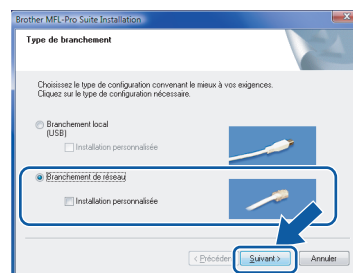 Brother MFL-Pro Suite Installation
Type de branchement
Choisissez le type de configuration convenant le mieux à vos exigences.
Cliquez sur le type de configuration nécessaire.
Branchement local
(USB)
Installation personnalisée
Branchement de réseau
Installation personnalisée
< Précéden
Suivant >
Annuler